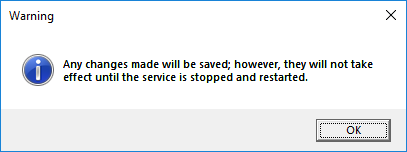 Warning
Any changes made will be saved; however, they will not take
effect until the service is stopped and restarted.
OK